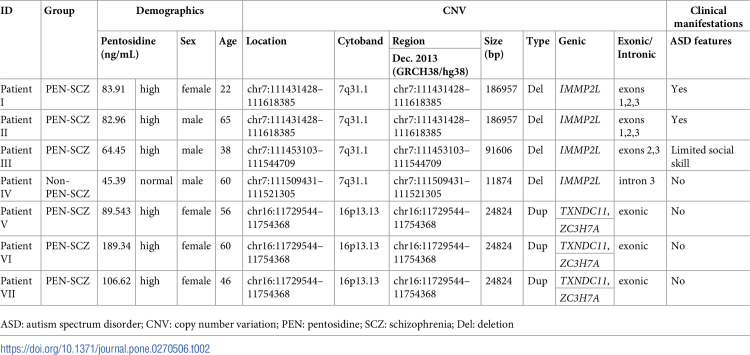 ID Group Demographics CNV Clinical manifestations
Pentosidine (ng/mL) Sex Age Location Cytoband Region Size (bp) Type Genic Exonic/Intronic ASD features
Dec. 2013 (GRCH38/hg38)
Patient I PEN-SCZ 83.91 high female 22 chr7:111431428–111618385 7q31.1 chr7:111431428–111618385 186957 Del IMMP2L exons 1,2,3 Yes
Patient II PEN-SCZ 82.96 high male 65 chr7:111431428–111618385 7q31.1 chr7:111431428–111618385 186957 Del IMMP2L exons 1,2,3 Yes
Patient III PEN-SCZ 64.45 high male 38 chr7:111453103–111544709 7q31.1 chr7:111453103–111544709 91606 Del IMMP2L exons 2,3 Limited social skill
Patient IV Non-PEN-SCZ 45.39 normal male 60 chr7:111509431–111521305 7q31.1 chr7:111509431–111521305 11874 Del IMMP2L intron 3 No
Patient V PEN-SCZ 89.543 high female 56 chr16:11729544–11754368 16p13.13 chr16:11729544–11754368 24824 Dup TXNDC11, ZC3H7A exonic No
Patient VI PEN-SCZ 189.34 high female 60 chr16:11729544–11754368 16p13.13 chr16:11729544–11754368 24824 Dup TXNDC11, ZC3H7A exonic No
Patient VII PEN-SCZ 106.62 high female 46 chr16:11729544–11754368 16p13.13 chr16:11729544–11754368 24824 Dup TXNDC11, ZC3H7A exonic No
ASD: autism spectrum disorder; CNV: copy number variation; PEN: pentosidine; SCZ: schizophrenia; Del: deletion
https://doi.org/10.1371/journal.pone.0270506.t002